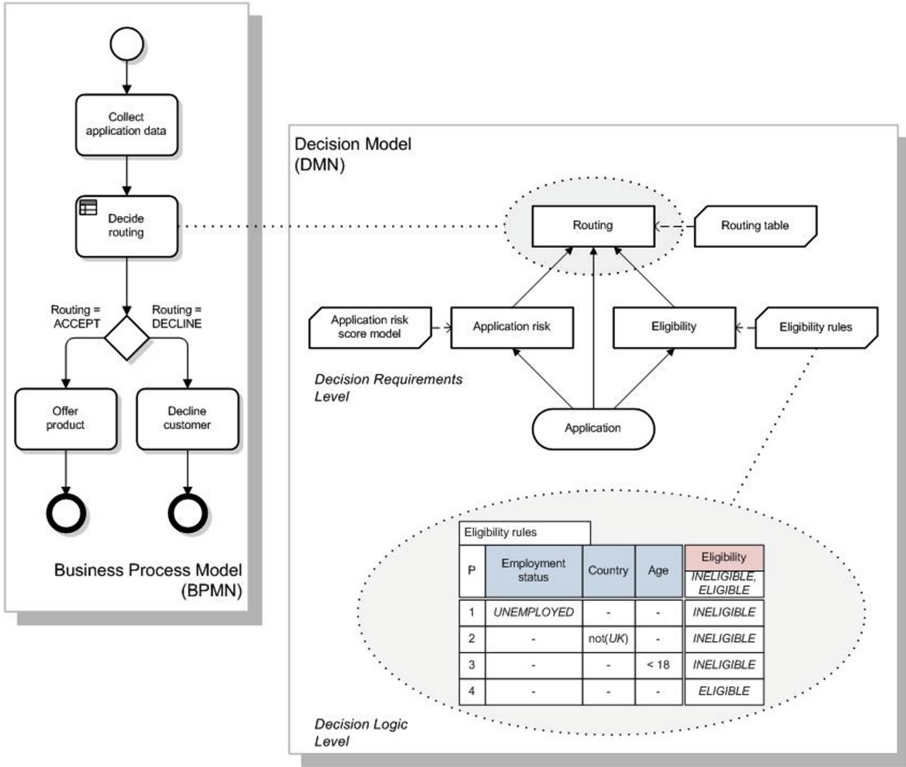 Collect
application data
Decide
routing
Routing =
ACCEPT
Routing =
DECLINE
Offer
product
Decline
customer
Business Process Model
(BPMN)
Decision Model
(DMN)
Routing
Routing table
Application risk
score model
Application risk
Eligibility
Eligibility rules
Decision Requirements
Level
Application
Eligibility rules
P
Employment
status
Country
Age
Eligibility
INELIGIBLE,
ELIGIBLE
1 UNEMPLOYED - - INELIGIBLE
2 - not(UK) - INELIGIBLE
3 - - < 18 INELIGIBLE
4 - - - ELIGIBLE
Decision Logic
Level